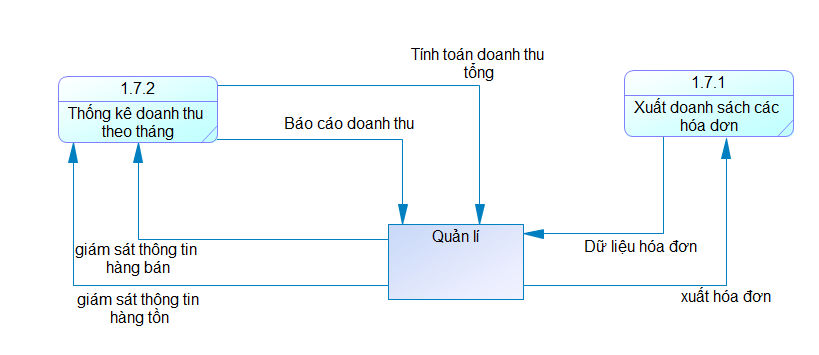 Tính toán doanh thu
tổng
1.7.2
Thống kê doanh thu
theo tháng
1.7.1
Xuất doanh sách các
hóa dơn
Báo cáo doanh thu
Quản lí
giám sát thông tin
hàng bán
Dữ liệu hóa đơn
giám sát thông tin
hàng tồn
xuất hóa đơn